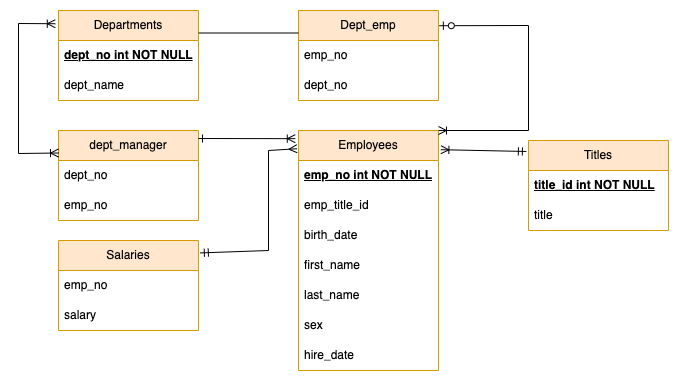 Departments
dept_no int NOT NULL
dept_name
Dept_emp
emp_no
dept_no
dept_manager
dept_no
emp_no
Employees
emp_no int NOT NULL
emp_title_id
birth_date
first_name
last_name
sex
hire_date
Titles
title_id int NOT NULL
title
Salaries
emp_no
salary